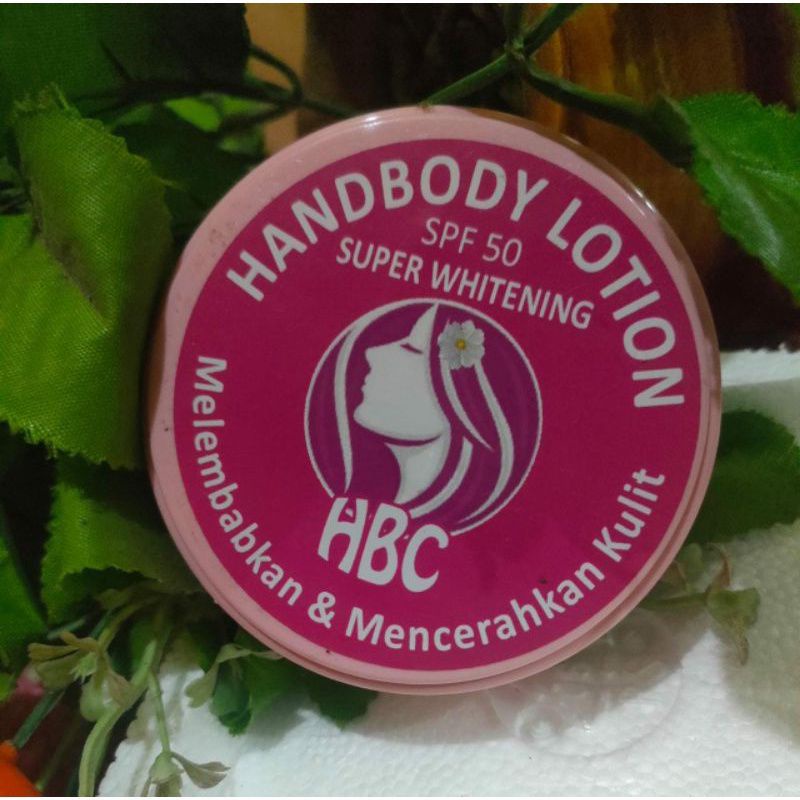 HANDBODY LOTION
SPF 50
SUPER WHITENING
HBC
Melembabkan & Mencerahkan Kulit